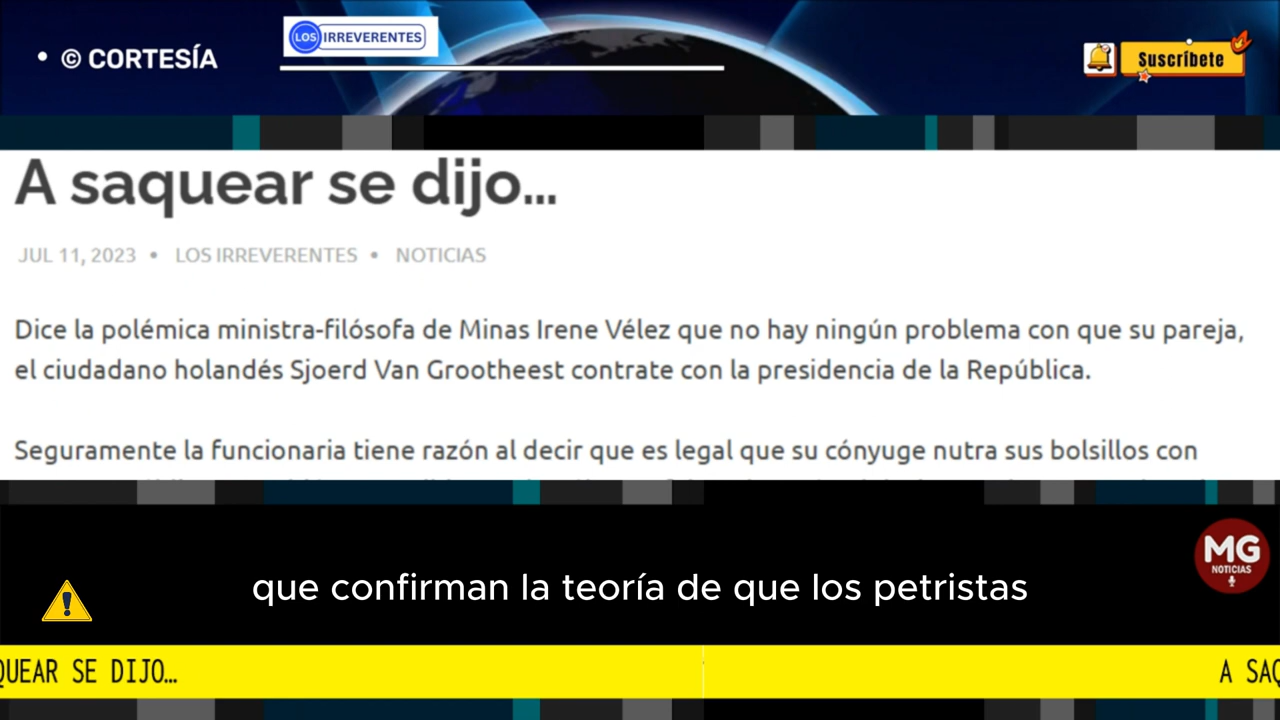 © CORTESÍA
LOS IRREVERENTES
Suscríbete
A saquear se dijo...
JUL 11, 2023 • LOS IRREVERENTES • NOTICIAS
Dice la polémica ministra-filósofa de Minas Irene Vélez que no hay ningún problema con que su pareja,
el ciudadano holandés Sjoerd Van Grootheest contrate con la presidencia de la República.
Seguramente la funcionaria tiene razón al decir que es legal que su cónyuge nutra sus bolsillos con
MG
NOTICIAS
que confirman la teoría de que los petristas
QUEAR SE DIJO...
A SAQ